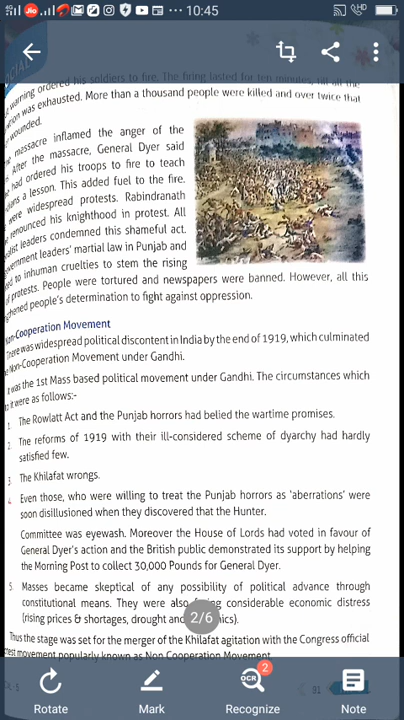 10:45
warning ordered his soldiers to fire. The firing lasted for ten minutes, till all the
was exhausted. More than a thousand people were killed and over twice that
wounded.
massacre inflamed the anger of the
After the massacre, General Dyer said
had ordered his troops to fire to teach
a lesson. This added fuel to the fire.
were widespread protests. Rabindranath
renounced his knighthood in protest. All
leaders condemned this shameful act.
leaders' martial law in Punjab and
to inhuman cruelties to stem the rising
of protests. People were tortured and newspapers were banned. However, all this
people's determination to fight against oppression.
Non-Cooperation Movement
There was widespread political discontent in India by the end of 1919, which culminated
Non-Cooperation Movement under Gandhi.
It was the 1st Mass based political movement under Gandhi. The circumstances which
to it were as follows:-
1. The Rowlatt Act and the Punjab horrors had belied the wartime promises.
2. The reforms of 1919 with their ill-considered scheme of dyarchy had hardly
satisfied few.
3. The Khilafat wrongs.
4. Even those, who were willing to treat the Punjab horrors as 'aberrations' were
soon disillusioned when they discovered that the Hunter.
Committee was eyewash. Moreover the House of Lords had voted in favour of
General Dyer's action and the British public demonstrated its support by helping
the Morning Post to collect 30,000 Pounds for General Dyer.
5. Masses became skeptical of any possibility of political advance through
constitutional means. They were also considerable economic distress
(rising prices & shortages, drought and
2/6
Thus the stage was set for the merger of the Khilafat agitation with the Congress official
movement popularly known as Non Cooperation Movement
91
OCR
2
Rotate
Mark
Recognize
Note